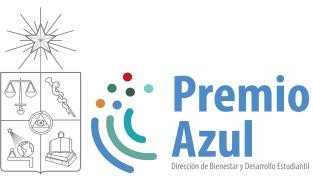 Premio
Azul
Dirección de Bienestar y Desarrollo Estudiantil